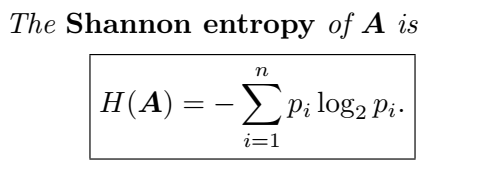 The Shannon entropy of A is
H(A) = − ∑_{i=1}^{n} p_i log_2 p_i.